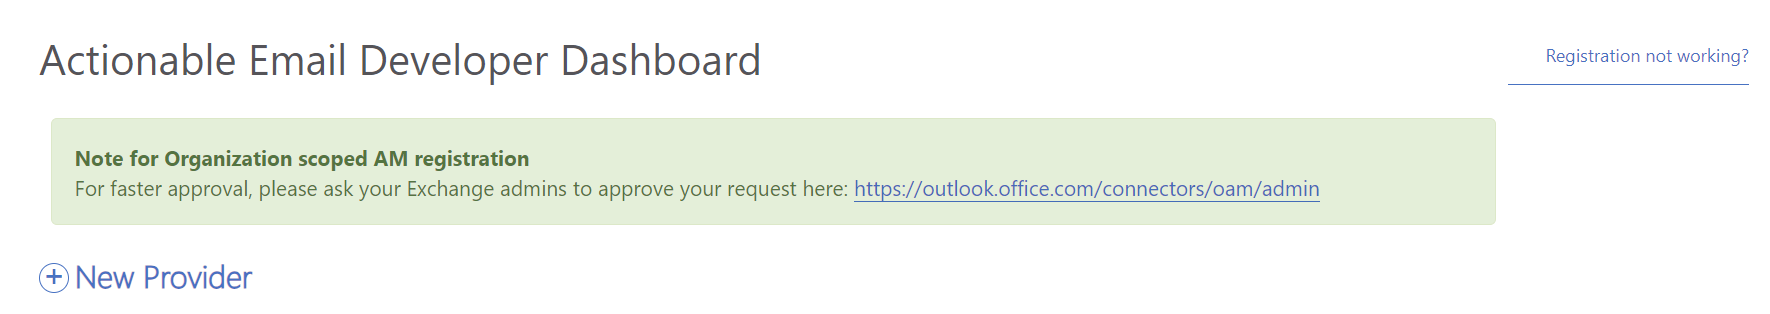 Actionable Email Developer Dashboard
Registration not working?
Note for Organization scoped AM registration
For faster approval, please ask your Exchange admins to approve your request here: https://outlook.office.com/connectors/oam/admin
New Provider